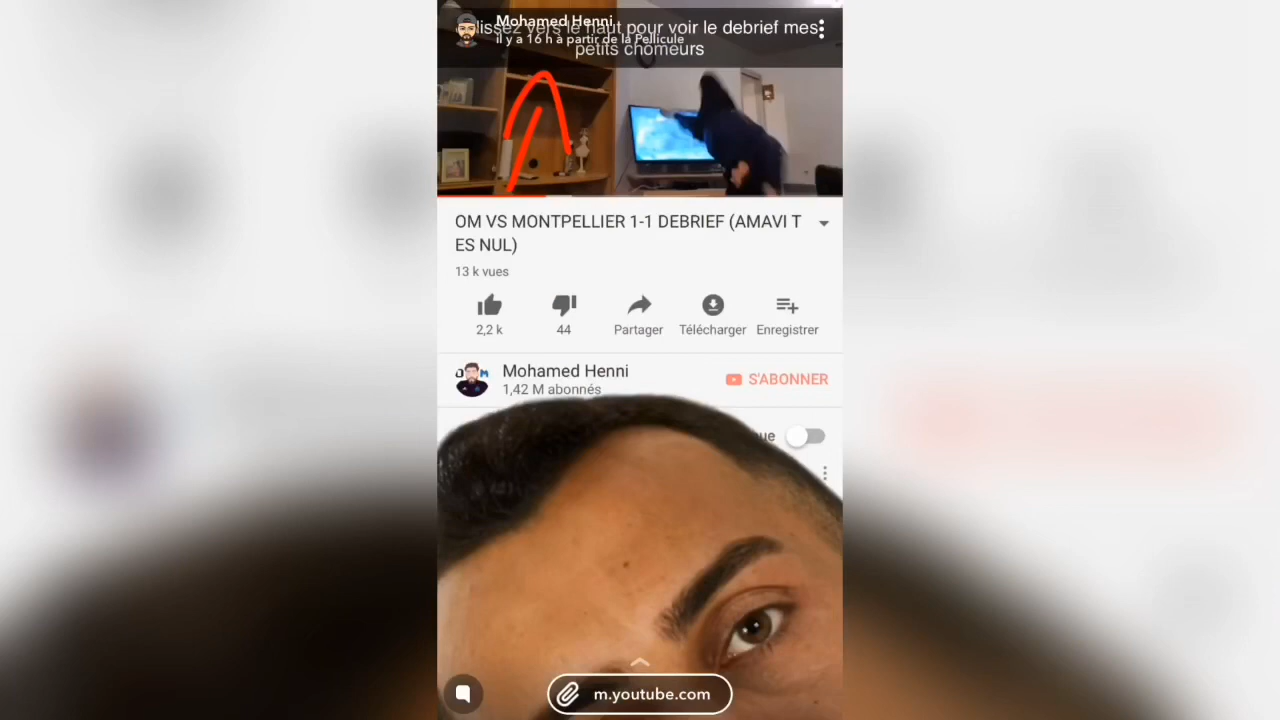 Mohamed Henni
lissez vers le haut pour voir le debrief mes
il y a 16 h à partir de la Pellicule
petits chomeurs
OM VS MONTPELLIER 1-1 DEBRIEF (AMAVI T
ES NUL)
13 k vues
2,2 k
44
Partager
Télécharger
Enregistrer
Mohamed Henni
S'ABONNER
1,42 M abonnés
m.youtube.com